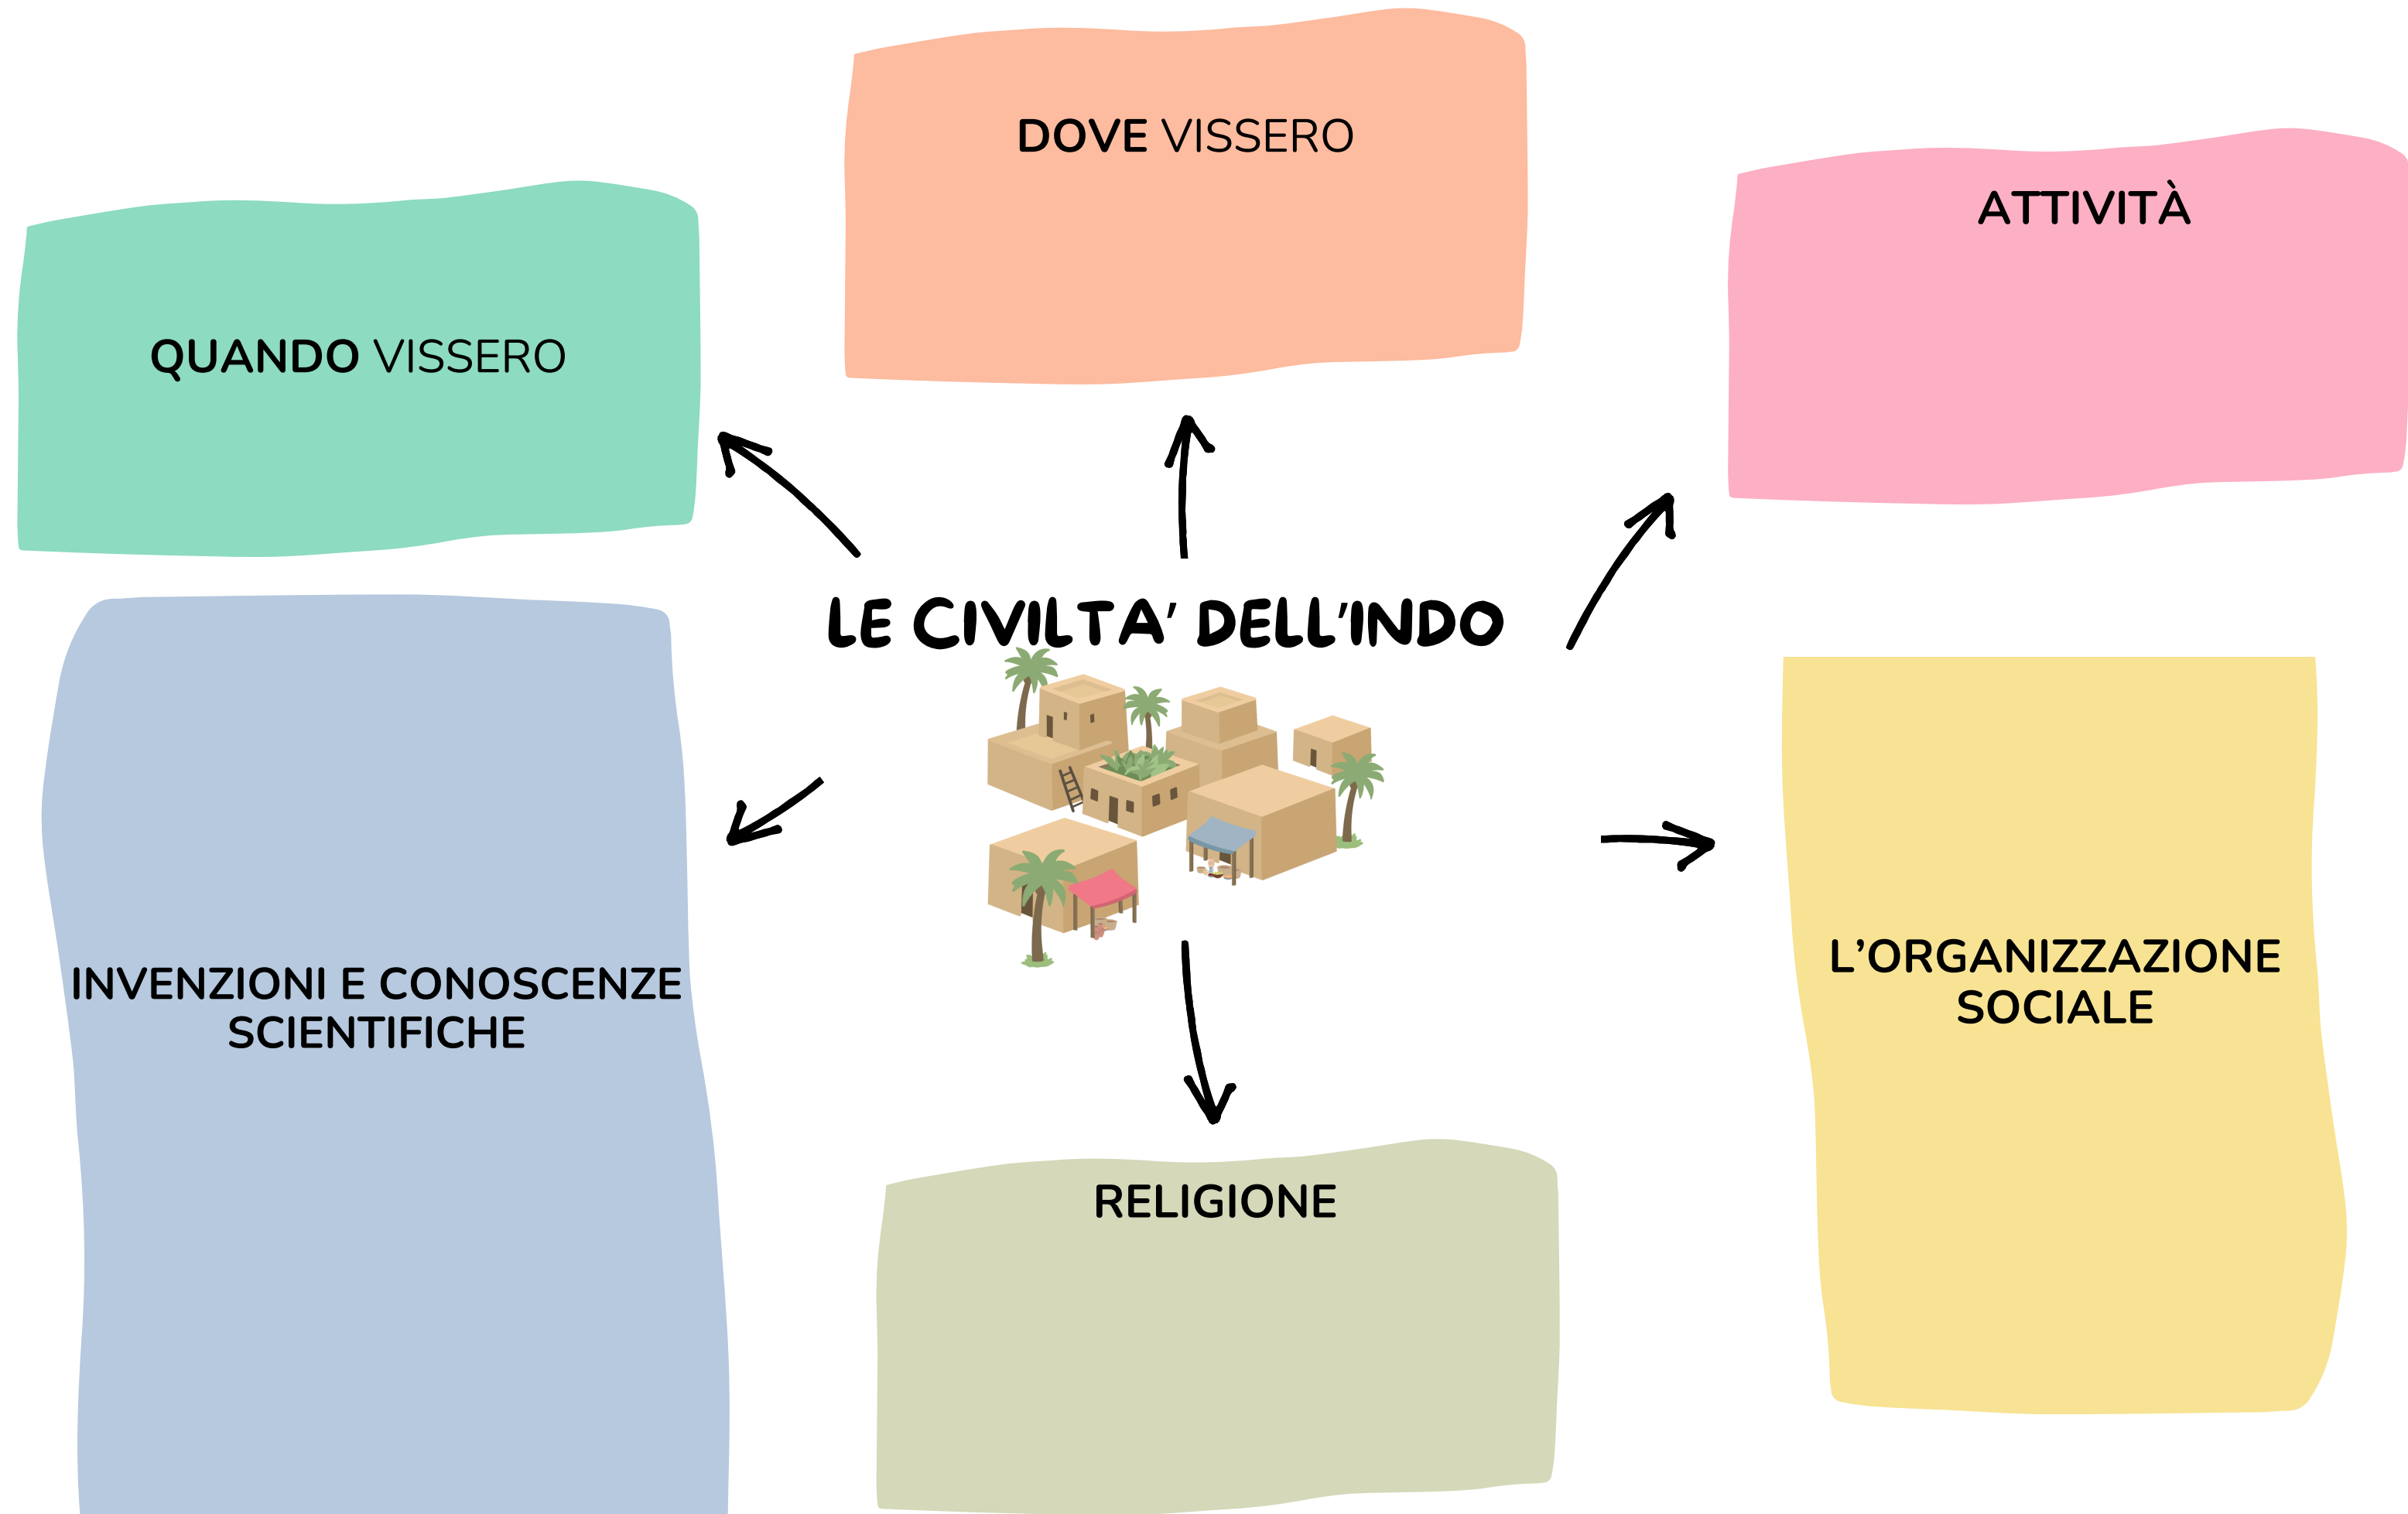 DOVE VISSERO
ATTIVITÀ
QUANDO VISSERO
LE CIVILTA' DELL'INDO
INVENZIONI E CONOSCENZE
SCIENTIFICHE
L'ORGANIZZAZIONE
SOCIALE
RELIGIONE